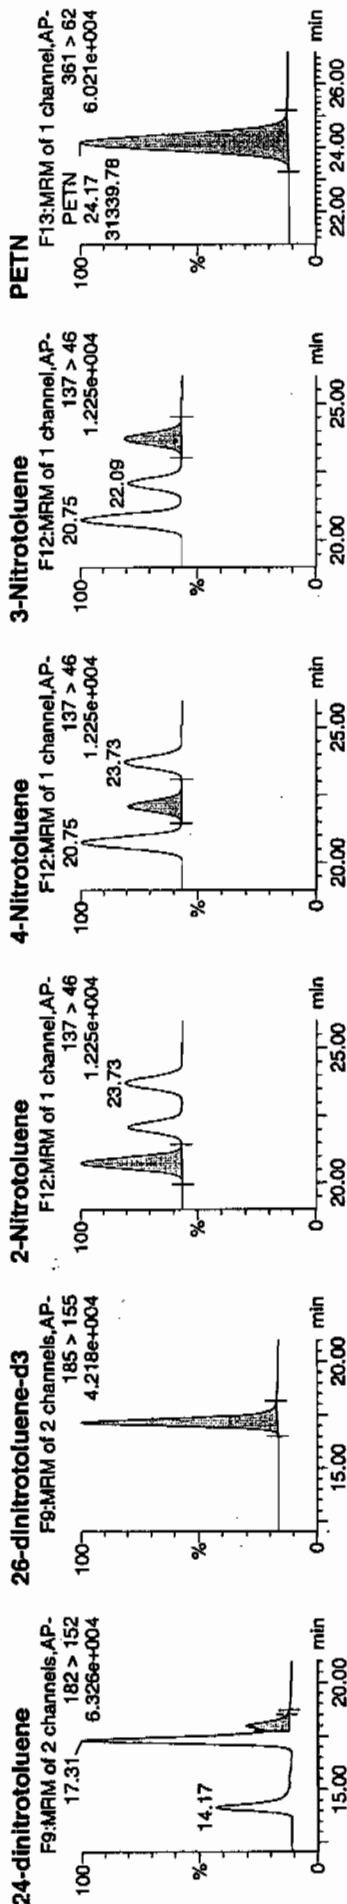 24-dinitrotoluene
F9:MRM of 2 channels,AP-
182 > 152
6.326e+004
100
17.31
14.17
%
0
15.00
20.00
min
26-dinitrotoluene-d3
F9:MRM of 2 channels,AP-
185 > 155
4.218e+004
100
%
0
15.00
20.00
min
2-Nitrotoluene
F12:MRM of 1 channel,AP-
137 > 46
1.225e+004
100
23.73
%
0
20.00
25.00
min
4-Nitrotoluene
F12:MRM of 1 channel,AP-
137 > 46
1.225e+004
100
20.75
23.73
%
0
20.00
25.00
min
3-Nitrotoluene
F12:MRM of 1 channel,AP-
137 > 46
1.225e+004
100
20.75
22.09
%
0
20.00
25.00
min
PETN
F13:MRM of 1 channel,AP-
361 > 62
6.021e+004
100
PETN
24.17
31339.78
%
0
22.00
24.00
26.00
min